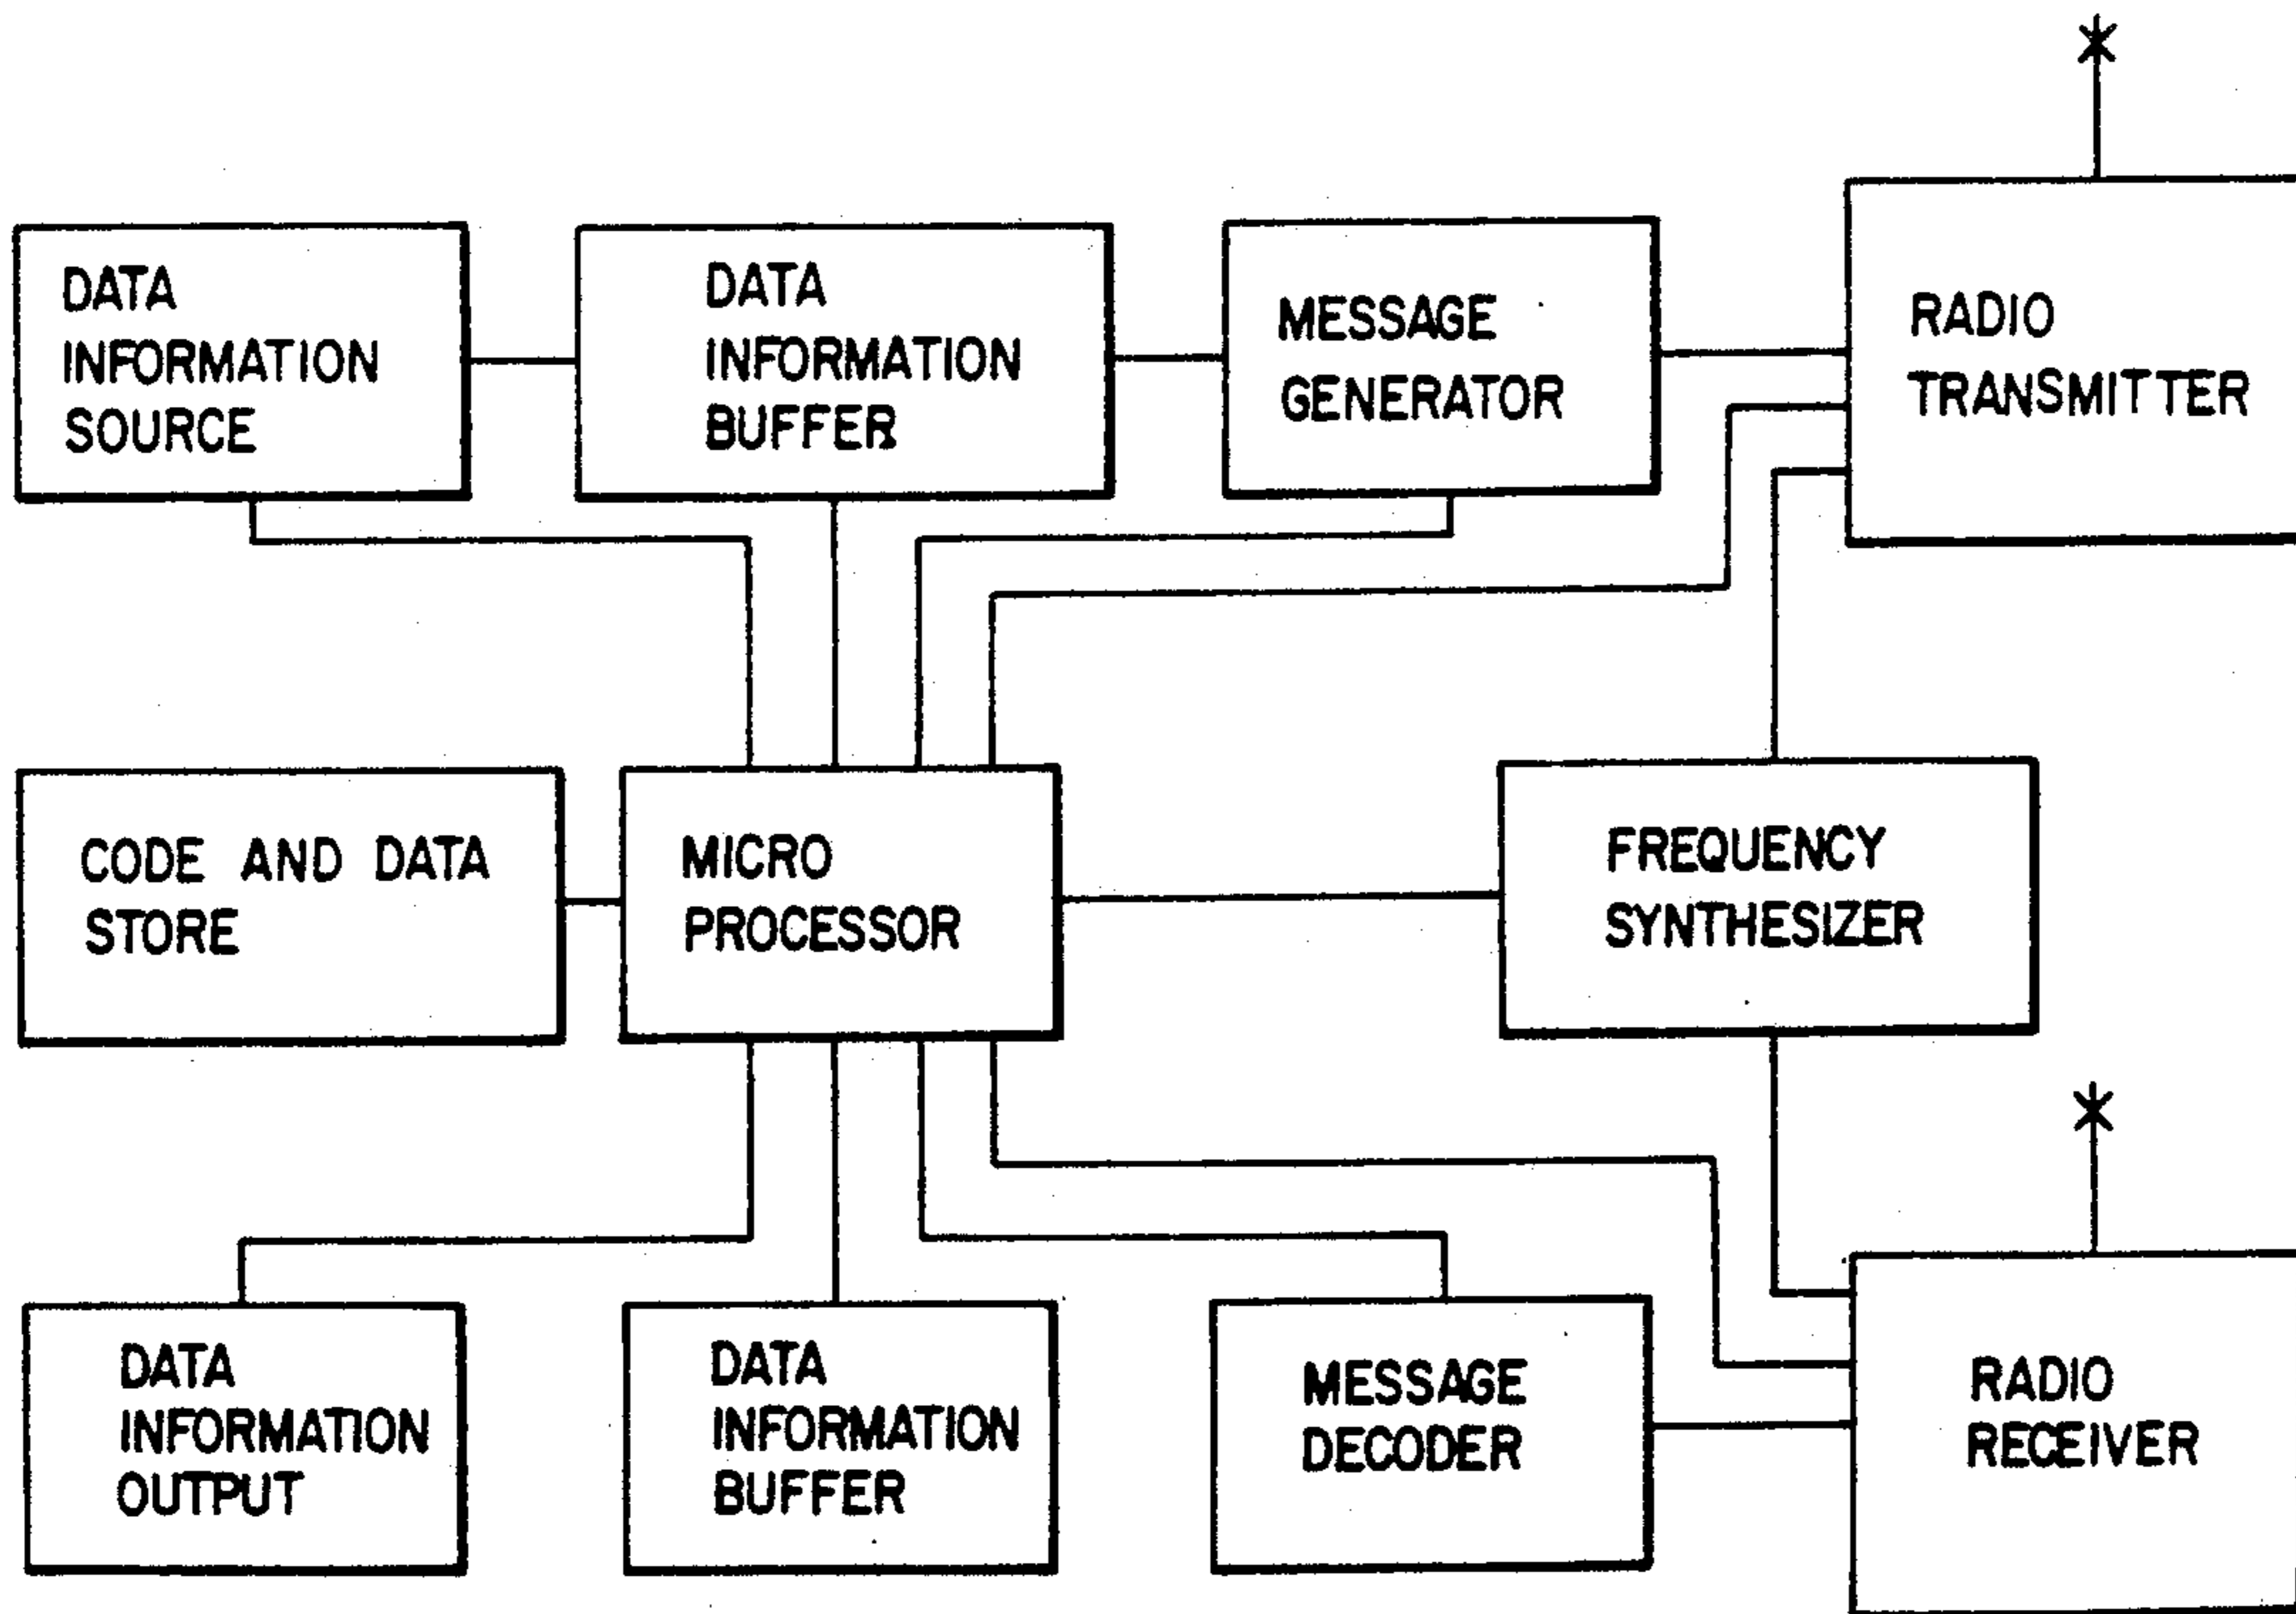 DATA
INFORMATION
SOURCE
DATA
INFORMATION
BUFFER
MESSAGE
GENERATOR
RADIO
TRANSMITTER
CODE AND DATA
STORE
MICRO
PROCESSOR
FREQUENCY
SYNTHESIZER
DATA
INFORMATION
OUTPUT
DATA
INFORMATION
BUFFER
MESSAGE
DECODER
RADIO
RECEIVER